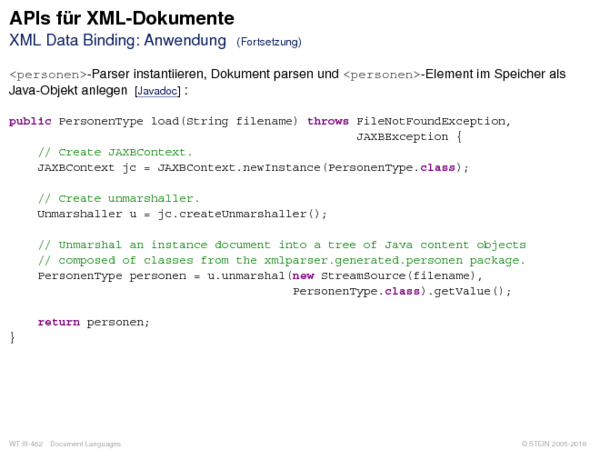 APIs für XML-Dokumente
XML Data Binding: Anwendung (Fortsetzung)
<personen>-Parser instantiieren, Dokument parsen und <personen>-Element im Speicher als
Java-Objekt anlegen [Javadoc] :
public PersonenType load(String filename) throws FileNotFoundException,
JAXBException {
// Create JAXBContext.
JAXBContext jc = JAXBContext.newInstance(PersonenType.class);
// Create unmarshaller.
Unmarshaller u = jc.createUnmarshaller();
// Unmarshal an instance document into a tree of Java content objects
// composed of classes from the xmlparser.generated.personen package.
PersonenType personen = u.unmarshal(new StreamSource(filename),
PersonenType.class).getValue();
return personen;
}
WT:III-462 Document Languages
© STEIN 2005-2018